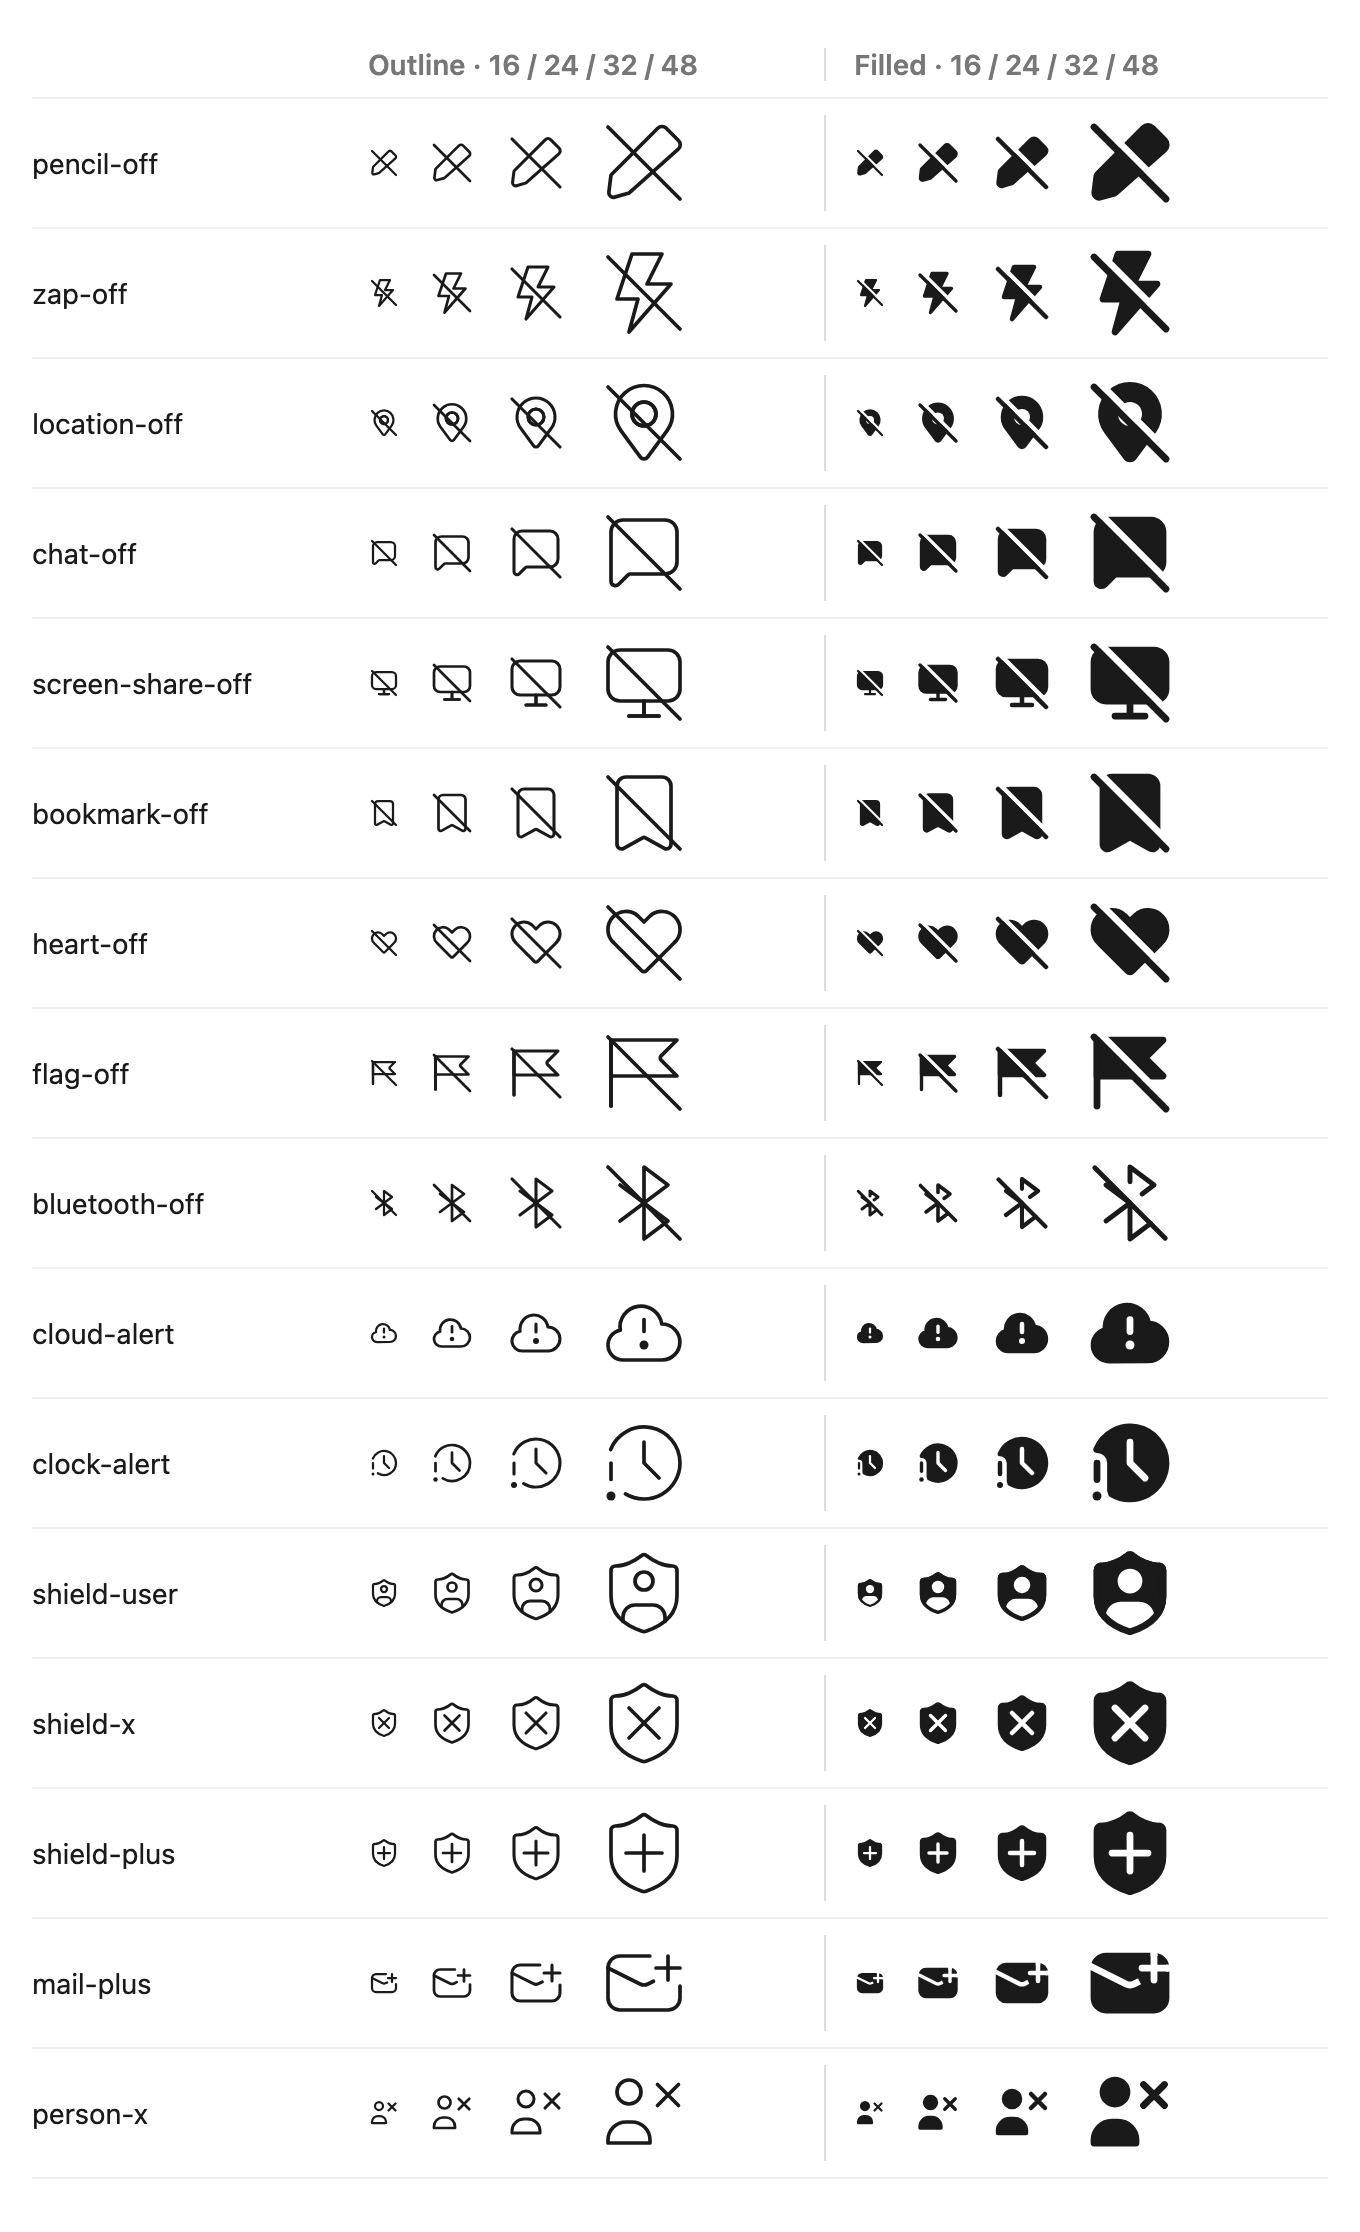 Outline · 16 / 24 / 32 / 48
Filled · 16 / 24 / 32 / 48
pencil-off
zap-off
location-off
chat-off
screen-share-off
bookmark-off
heart-off
flag-off
bluetooth-off
cloud-alert
clock-alert
shield-user
shield-x
shield-plus
mail-plus
person-x